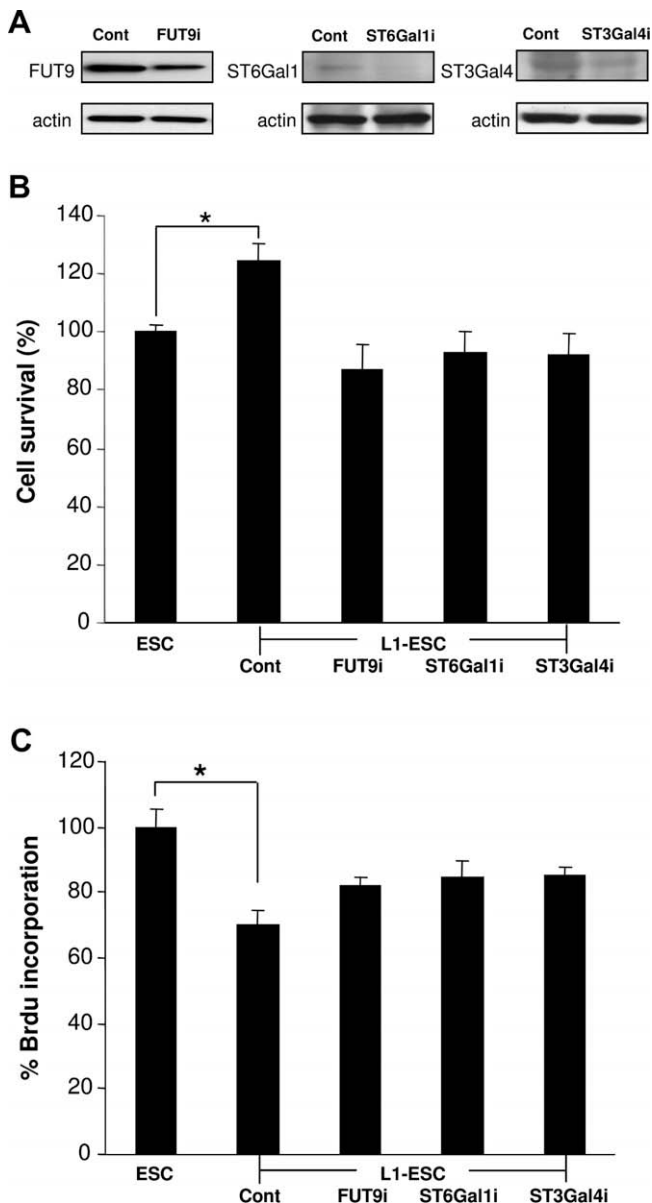 A
Cont FUT9i Cont ST6Gal1i Cont ST3Gal4i
FUT9 ST6Gal1 ST3Gal4
actin actin actin
B
140
*
120
100
80
60
40
20
0
Cell survival (%)
ESC L1-ESC
Cont FUT9i ST6Gal1i ST3Gal4i
C
120
*
100
80
60
40
20
0
% Brdu incorporation
ESC L1-ESC
Cont FUT9i ST6Gal1i ST3Gal4i